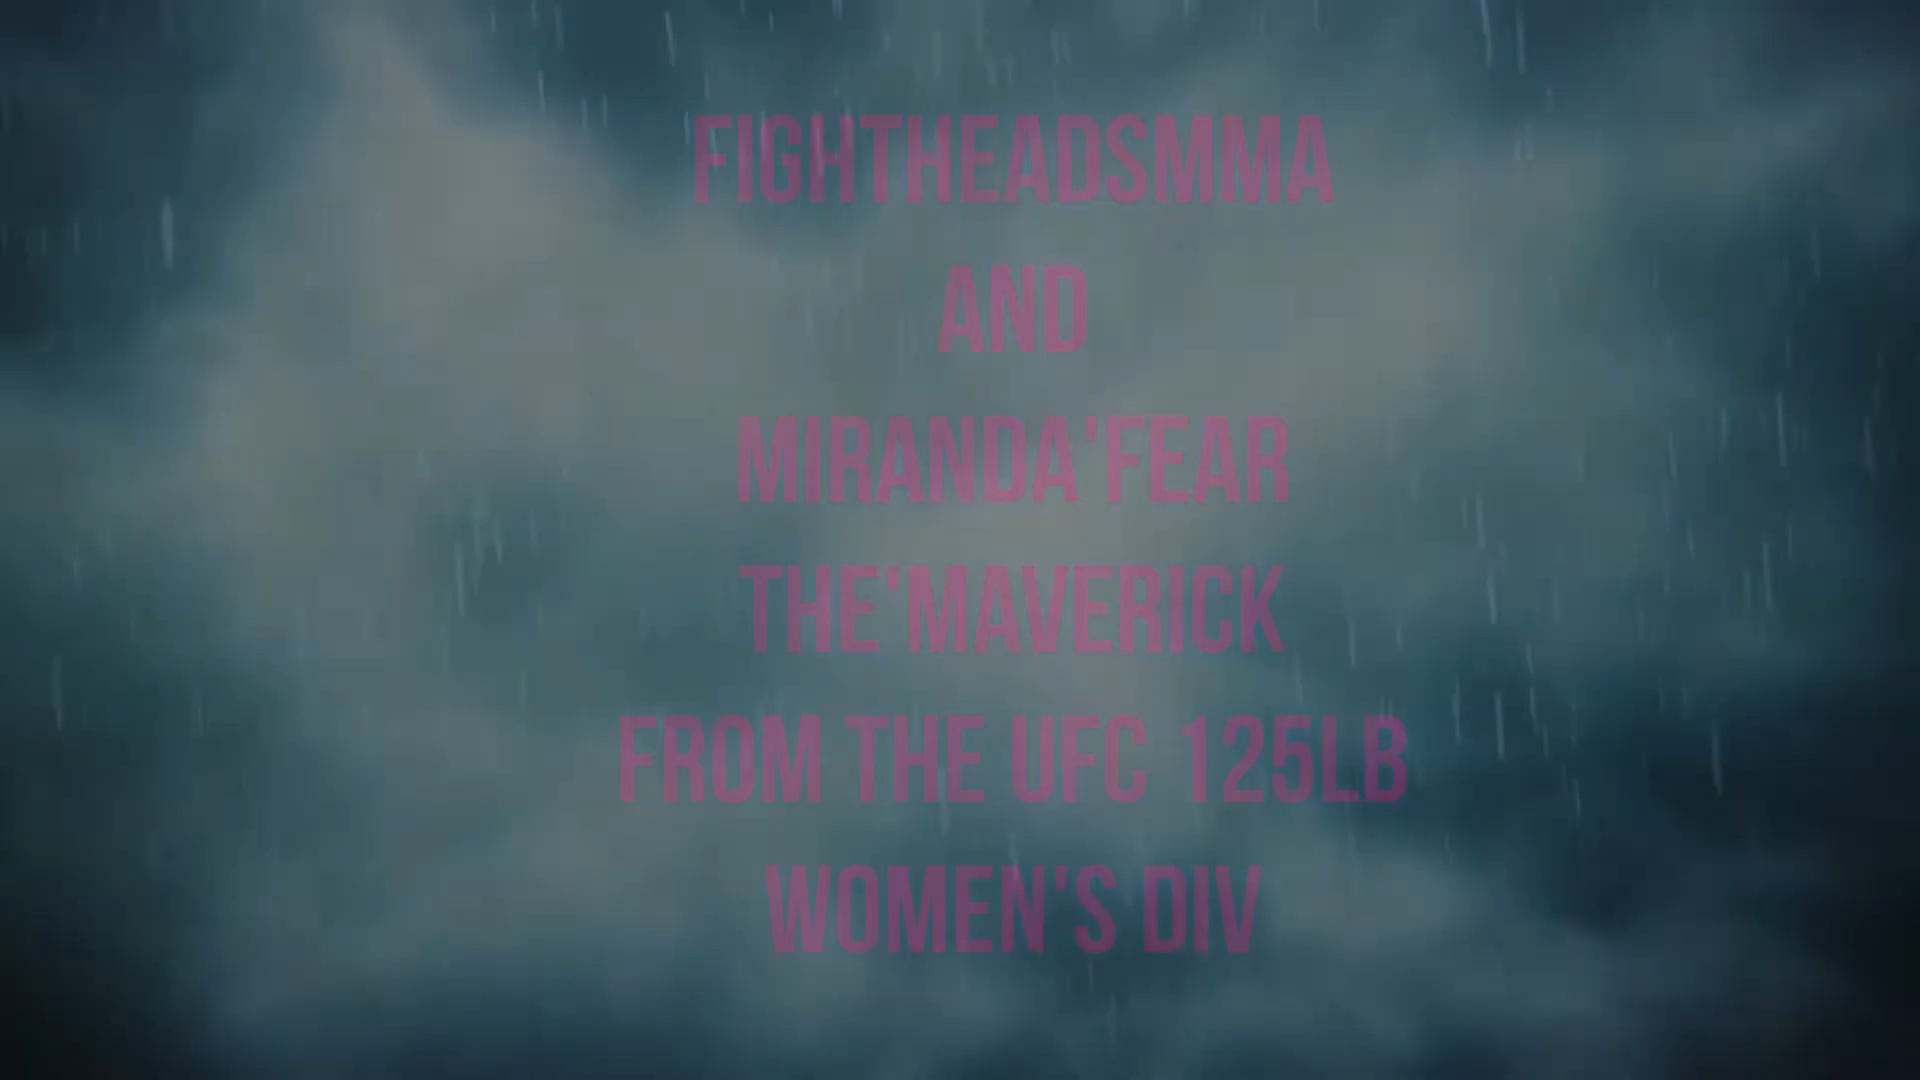 FIGHTHEADSMMA
AND
MIRANDA'FEAR
THE'MAVERICK
FROM THE UFC 125LB
WOMEN'S DIV